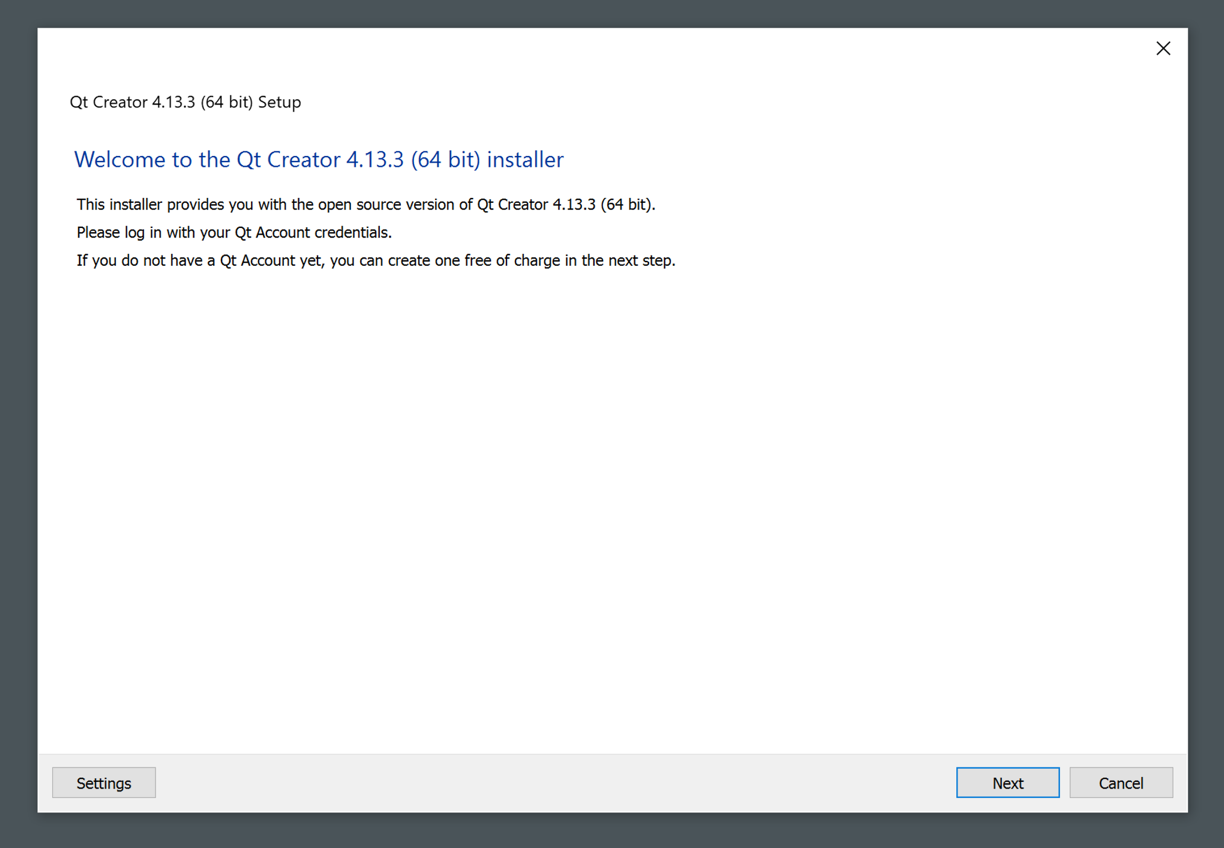 Qt Creator 4.13.3 (64 bit) Setup
Welcome to the Qt Creator 4.13.3 (64 bit) installer
This installer provides you with the open source version of Qt Creator 4.13.3 (64 bit).
Please log in with your Qt Account credentials.
If you do not have a Qt Account yet, you can create one free of charge in the next step.
Settings
Next
Cancel